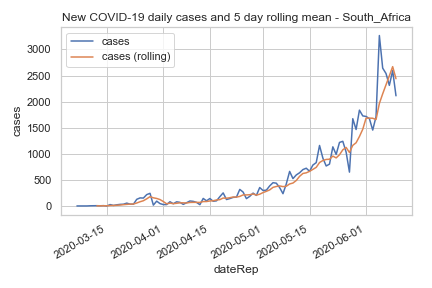 New COVID-19 daily cases and 5 day rolling mean - South_Africa
cases
cases (rolling)
3000
2500
2000
1500
1000
500
0
cases
2020-03-15
2020-04-01
2020-04-15
2020-05-01
2020-05-15
2020-06-01
dateRep